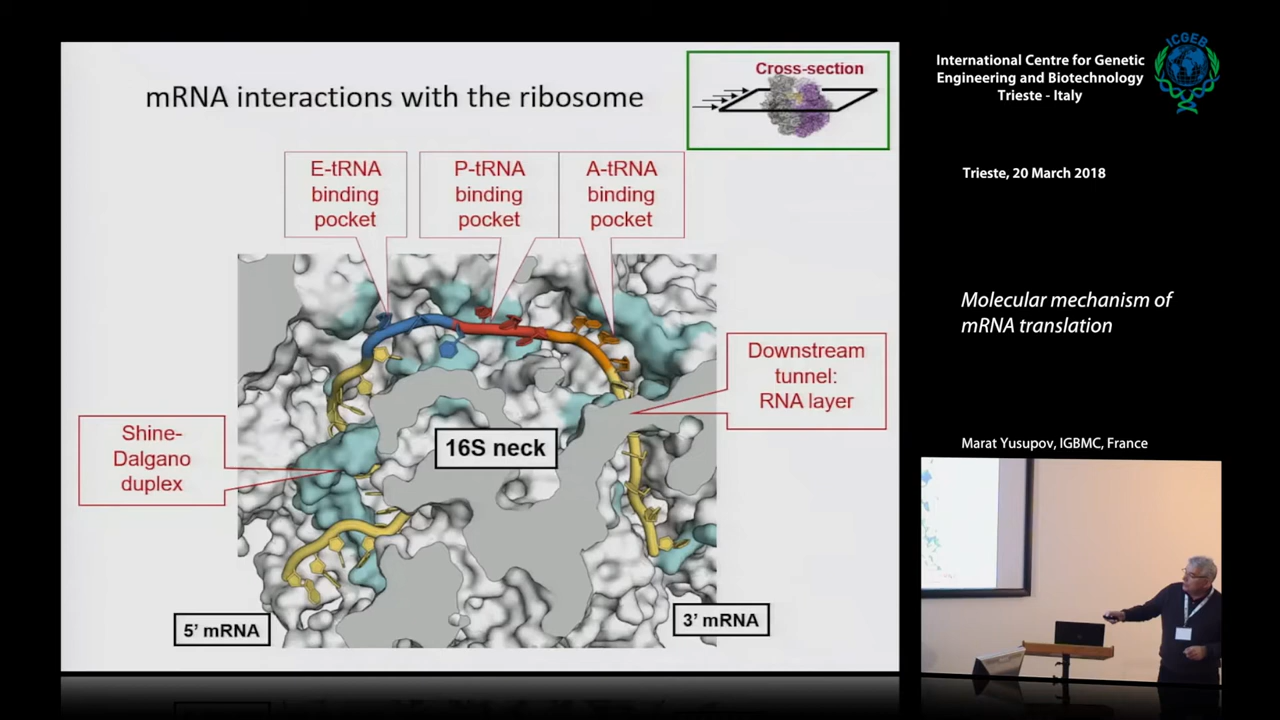 mRNA interactions with the ribosome
Cross-section
E-tRNA
binding
pocket
P-tRNA
binding
pocket
A-tRNA
binding
pocket
Downstream
tunnel:
RNA layer
Shine-
Dalgano
duplex
16S neck
5’ mRNA
3’ mRNA
ICGEB
International Centre for Genetic
Engineering and Biotechnology
Trieste - Italy
Trieste, 20 March 2018
Molecular mechanism of
mRNA translation
Marat Yusupov, IGBMC, France